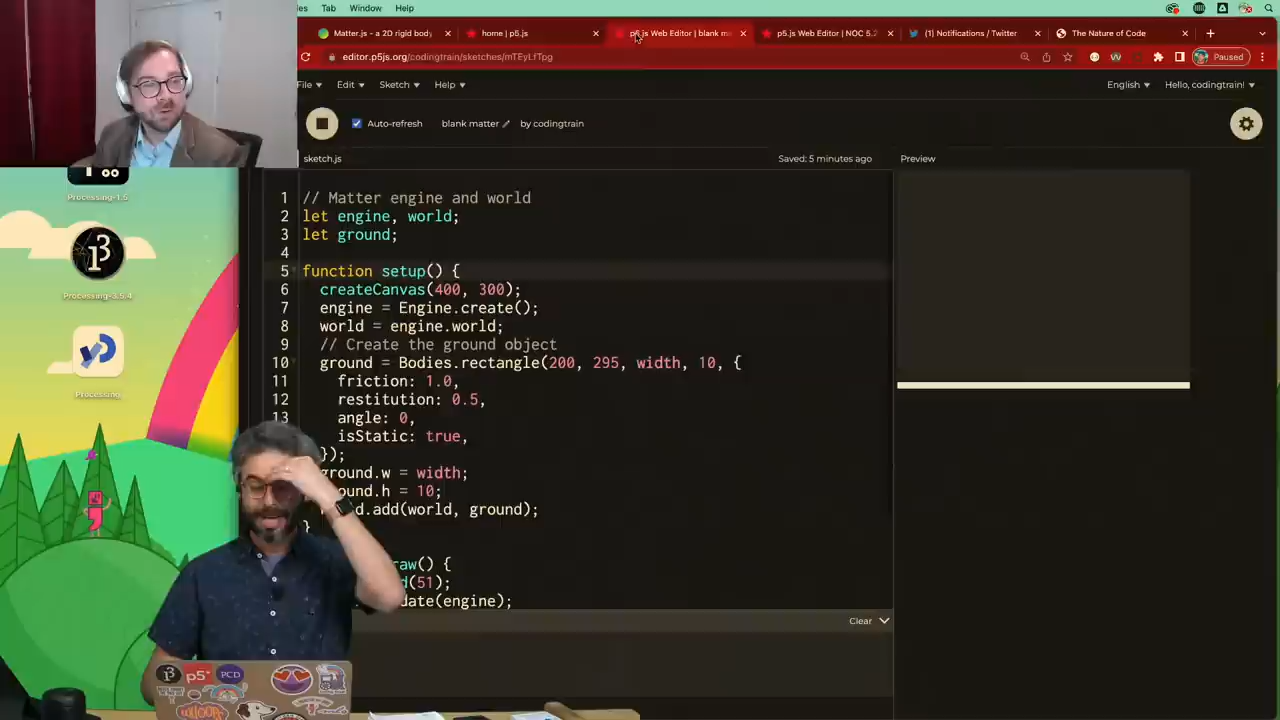 Tab Window Help
Matter.js - a 2D rigid body
home | p5.js
p5.js Web Editor | blank ma
p5.js Web Editor | NOC 5.2
(1) Notifications / Twitter
The Nature of Code
editor.p5js.org/codingtrain/sketches/mTEyLfTpg
Paused
File Edit Sketch Help
English Hello, codingtrain!
Auto-refresh blank matter by codingtrain
sketch.js Saved: 5 minutes ago Preview
1 // Matter engine and world
2 let engine, world;
3 let ground;
4
5 function setup() {
6 createCanvas(400, 300);
7 engine = Engine.create();
8 world = engine.world;
9 // Create the ground object
10 ground = Bodies.rectangle(200, 295, width, 10, {
11 friction: 1.0,
12 restitution: 0.5,
13 angle: 0,
isStatic: true,
});
ground.w = width;
ound.h = 10;
d.add(world, ground);
}
aw() {
d(51);
date(engine);
Clear
Processing-1.5
Processing-3.5.4
Processing
p5*
PCD
WHOOPS